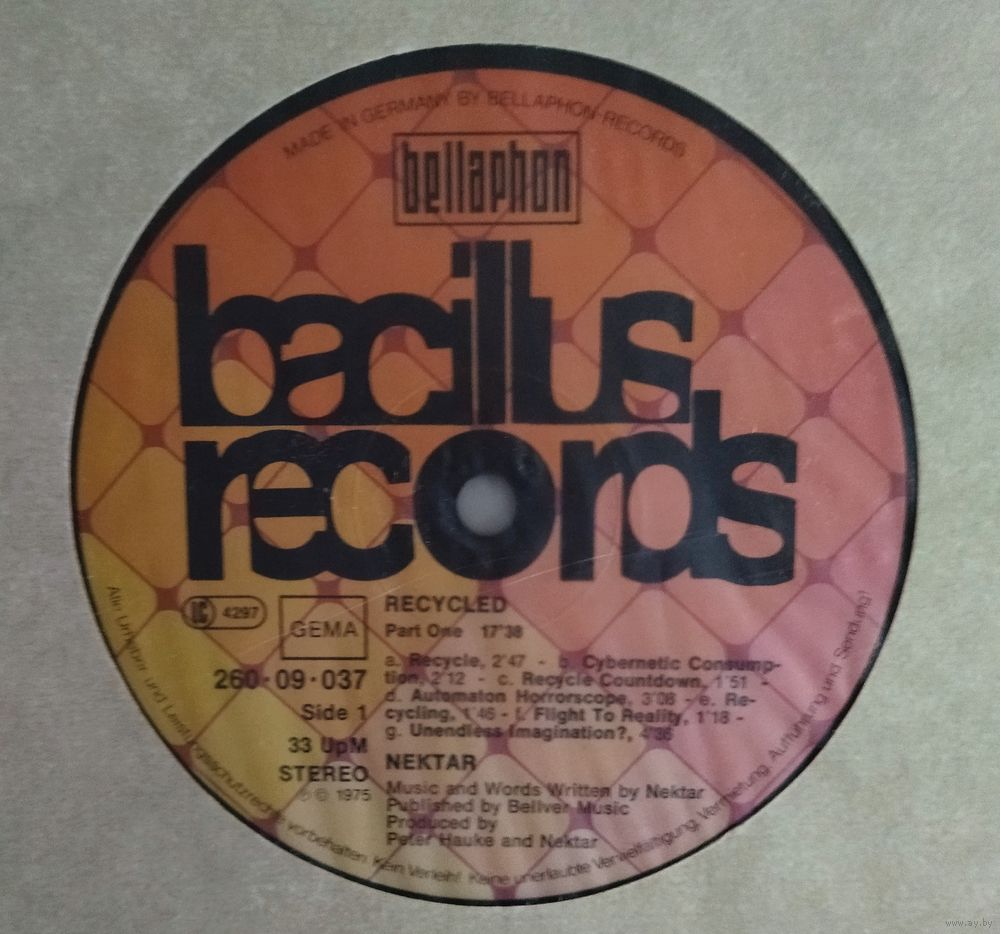 MADE IN GERMANY BY BELLAPHON-RECORDS
bellaphon
bacillus
records
LC 4297
GEMA
260·09·037
Side 1
33 UpM
STEREO
℗ © 1975
RECYCLED
Part One 17'38
a. Recycle, 2'47 - b. Cybernetic Consump-
tion, 2'12 - c. Recycle Countdown, 1'51 -
d. Automaton Horrorscope, 3'08 - e. Re-
cycling, 1'46 - f. Flight To Reality, 1'18 -
g. Unendless Imagination?, 4'36
NEKTAR
Music and Words Written by Nektar
Published by Bellver Music
Produced by
Peter Hauke and Nektar
Alle Urheber- und Leistungsschutzrechte vorbehalten. Kein Verleih! Keine unerlaubte Vervielfältigung, Vermietung, Aufführung und Sendung!
www.ay.by